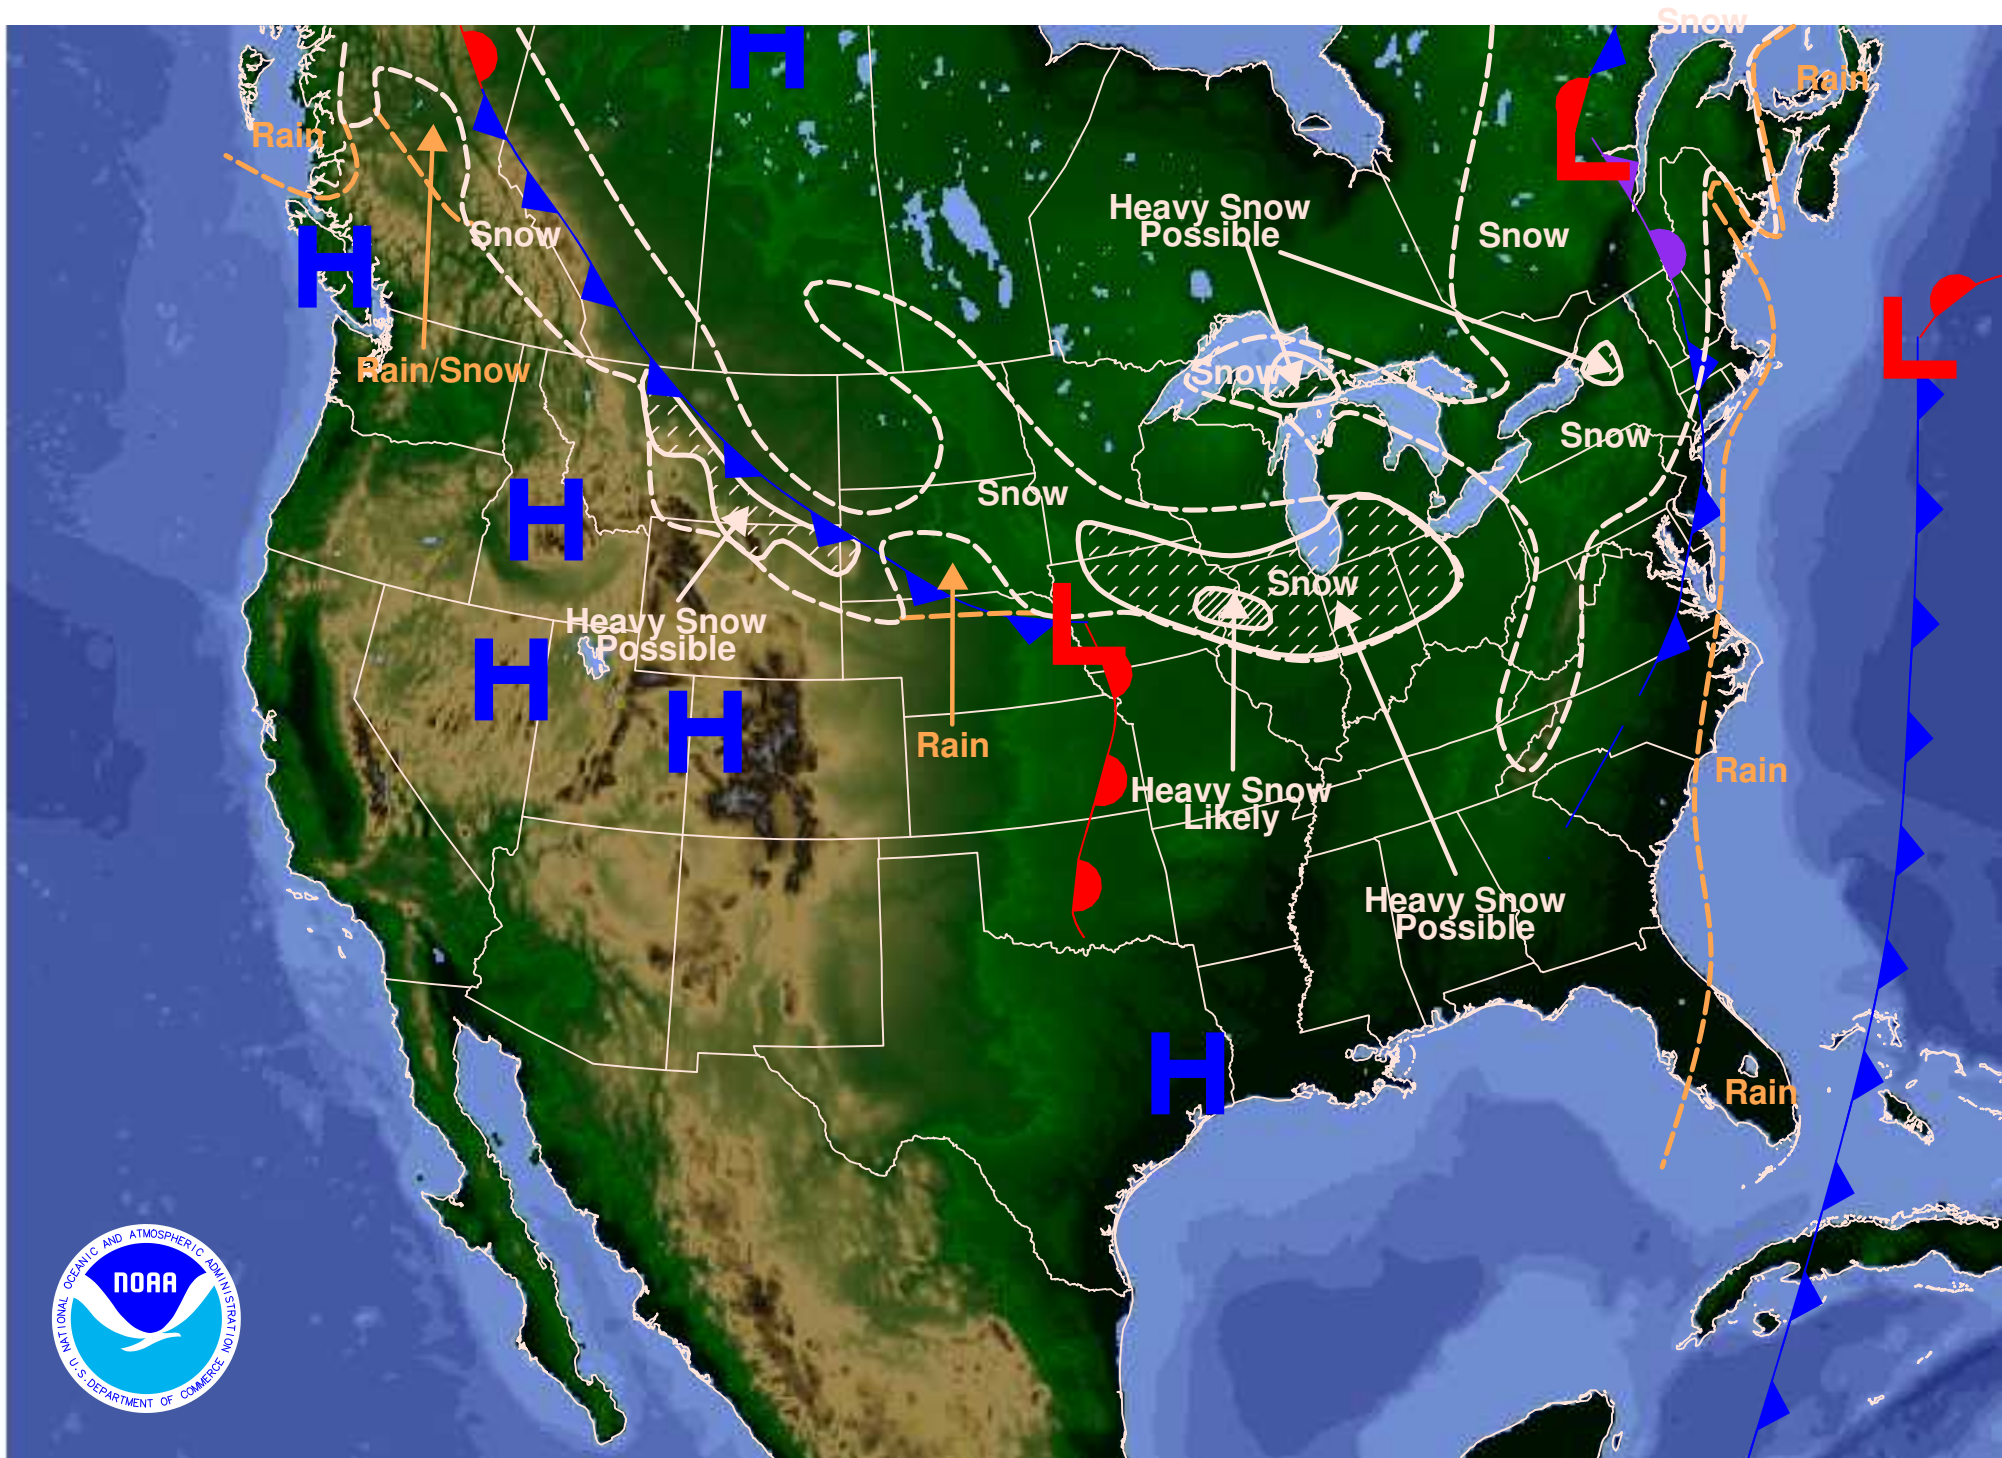 Snow
Rain
Rain
Heavy Snow
Possible
Snow
Snow
H
H
L
L
Rain/Snow
Snow
Snow
Snow
H
Snow
Heavy Snow
Possible
L
H
H
Rain
Heavy Snow
Likely
Rain
Heavy Snow
Possible
H
Rain
NATIONAL OCEANIC AND ATMOSPHERIC ADMINISTRATION
NOAA
U.S. DEPARTMENT OF COMMERCE